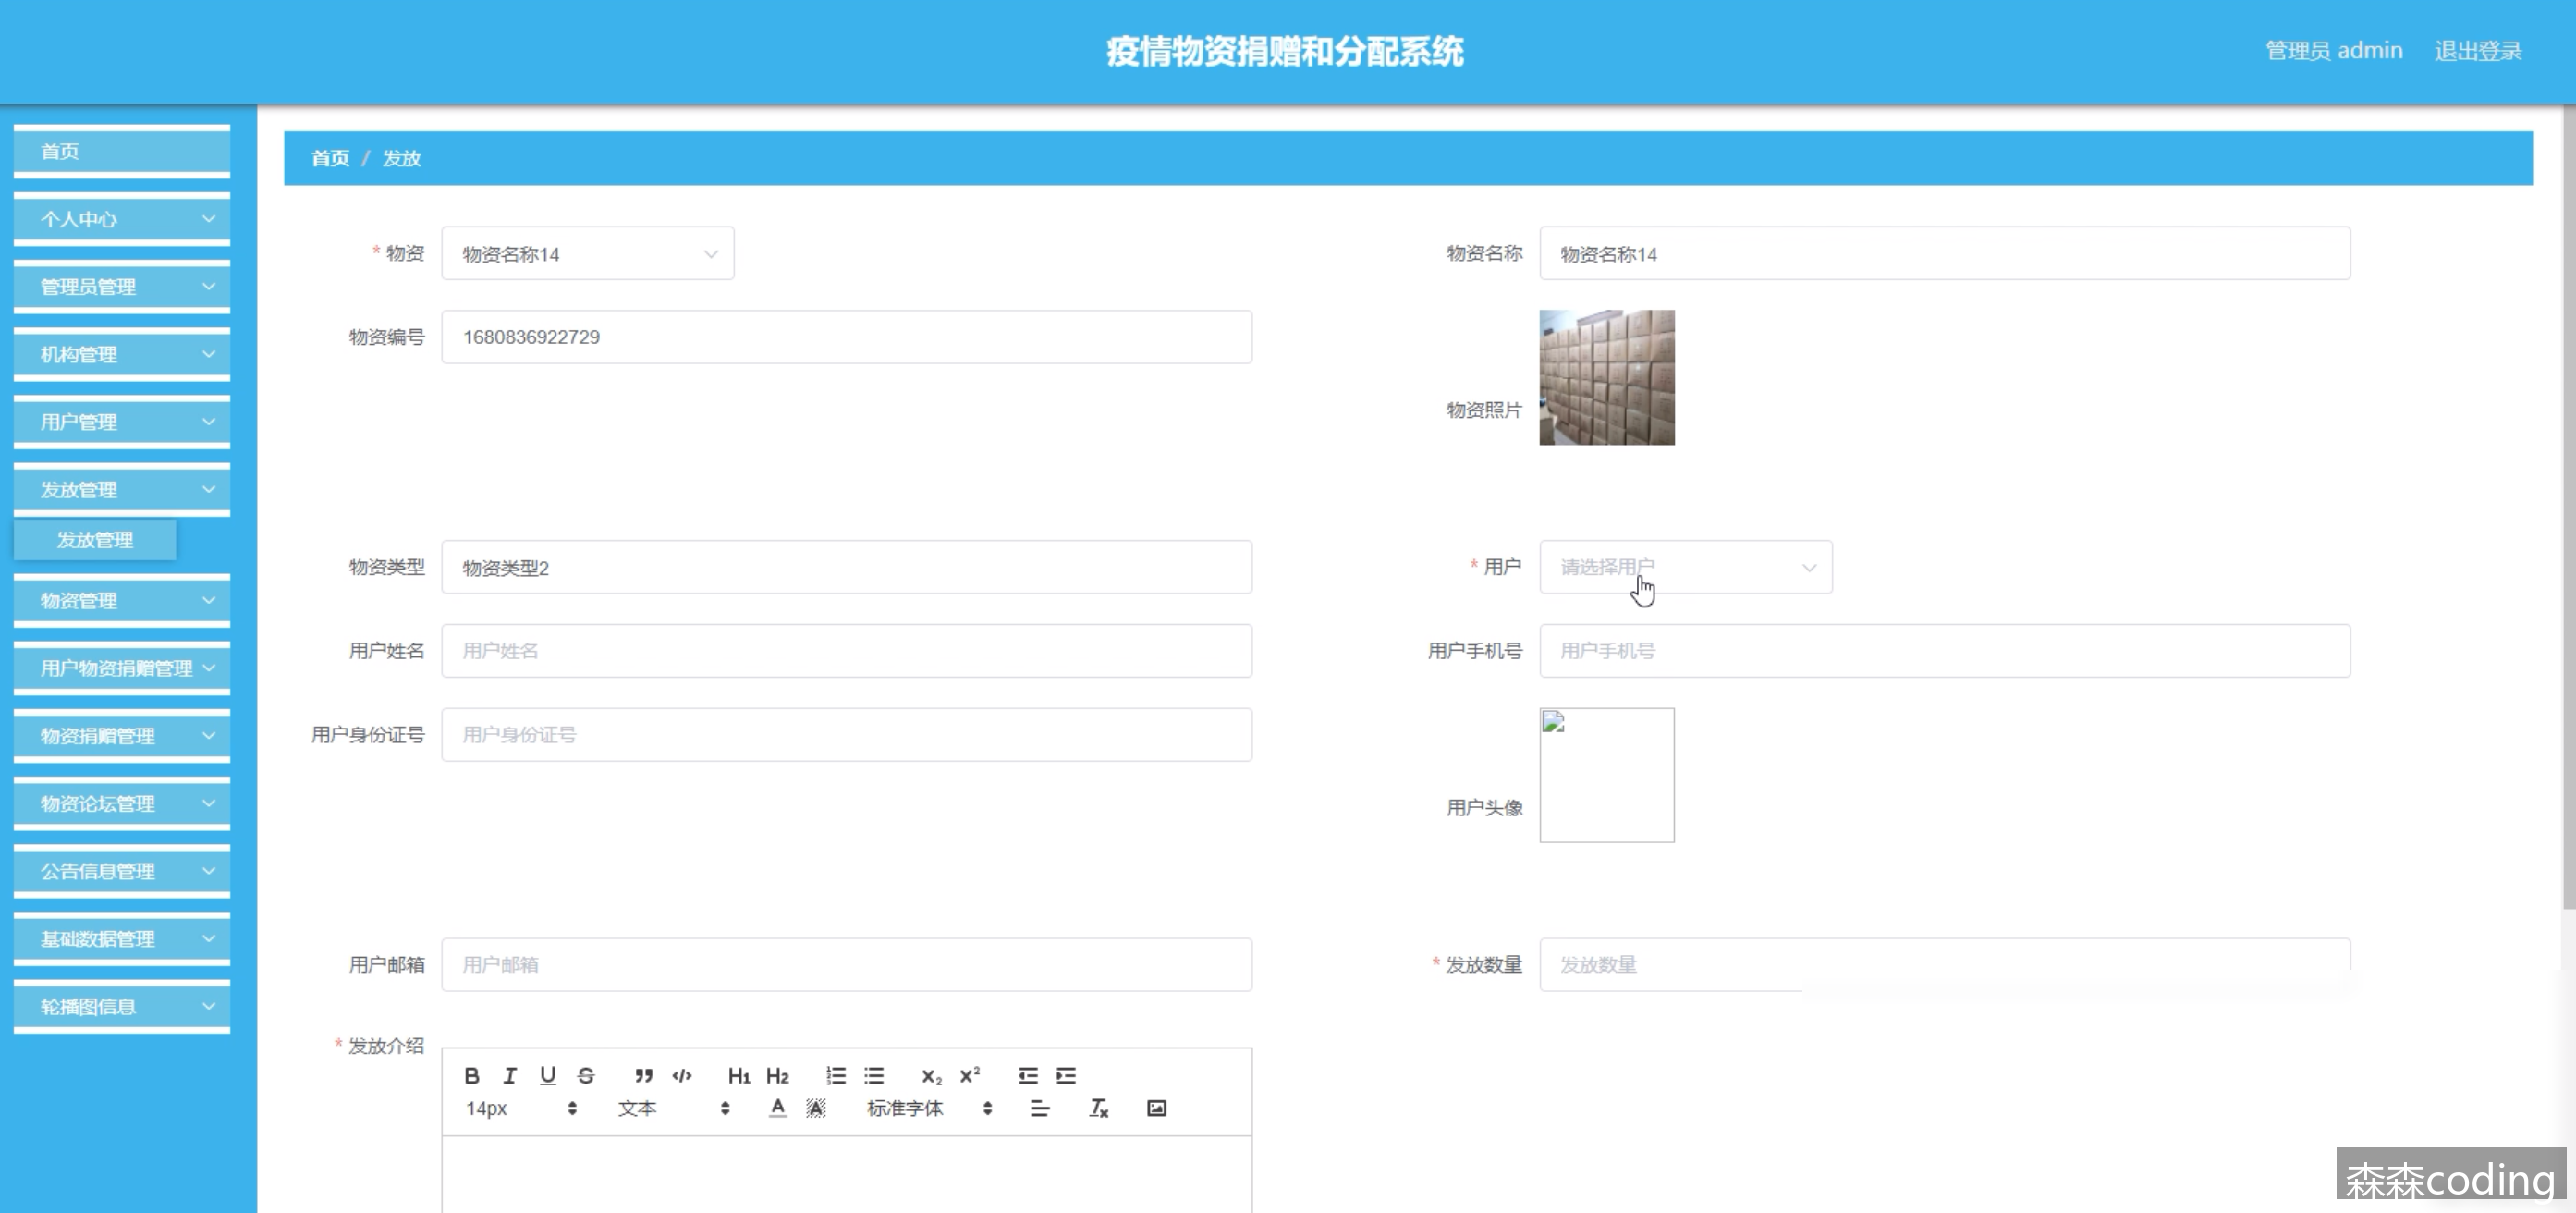 疫情物资捐赠和分配系统
管理员 admin 退出登录
首页
个人中心
管理员管理
机构管理
用户管理
发放管理
发放管理
物资管理
用户物资捐赠管理
物资捐赠管理
物资论坛管理
公告信息管理
基础数据管理
轮播图信息
首页 / 发放
* 物资 物资名称14
物资名称 物资名称14
物资编号 1680836922729
物资照片
物资类型 物资类型2
* 用户 请选择用户
用户姓名 用户姓名
用户手机号 用户手机号
用户身份证号 用户身份证号
用户头像
用户邮箱 用户邮箱
* 发放数量 发放数量
* 发放介绍
B I U S H1 H2 x2 x2
14px 文本 A A 标准字体 Tx
森森coding